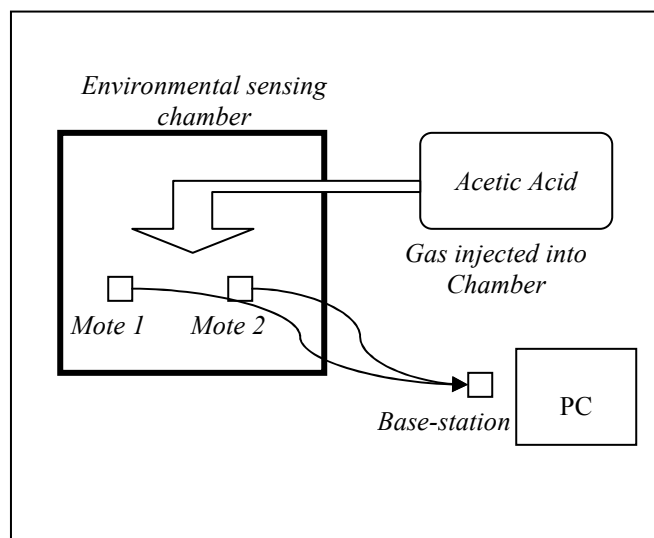 Environmental sensing
chamber
Acetic Acid
Gas injected into
Chamber
Mote 1
Mote 2
Base-station
PC